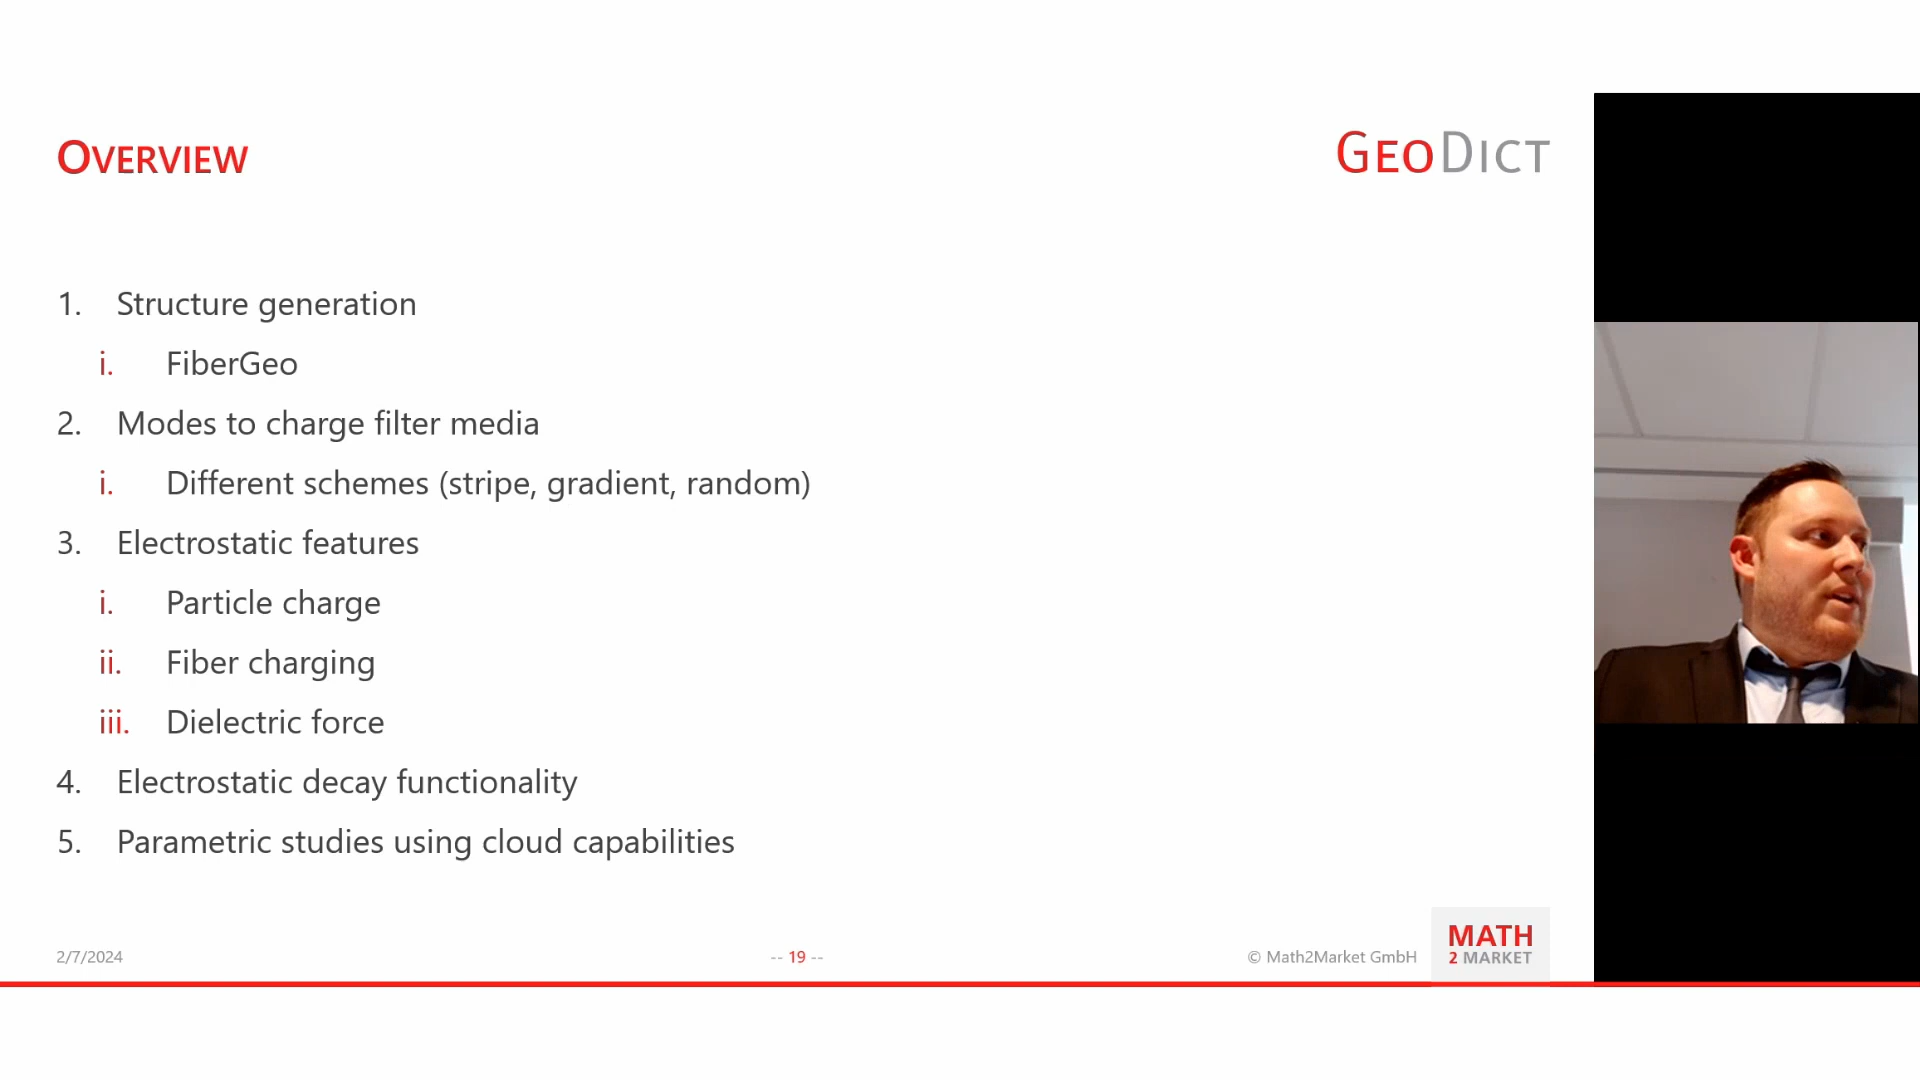 OVERVIEW
GEODICT
1. Structure generation
i. FiberGeo
2. Modes to charge filter media
i. Different schemes (stripe, gradient, random)
3. Electrostatic features
i. Particle charge
ii. Fiber charging
iii. Dielectric force
4. Electrostatic decay functionality
5. Parametric studies using cloud capabilities
2/7/2024
-- 19 --
© Math2Market GmbH
MATH
2 MARKET